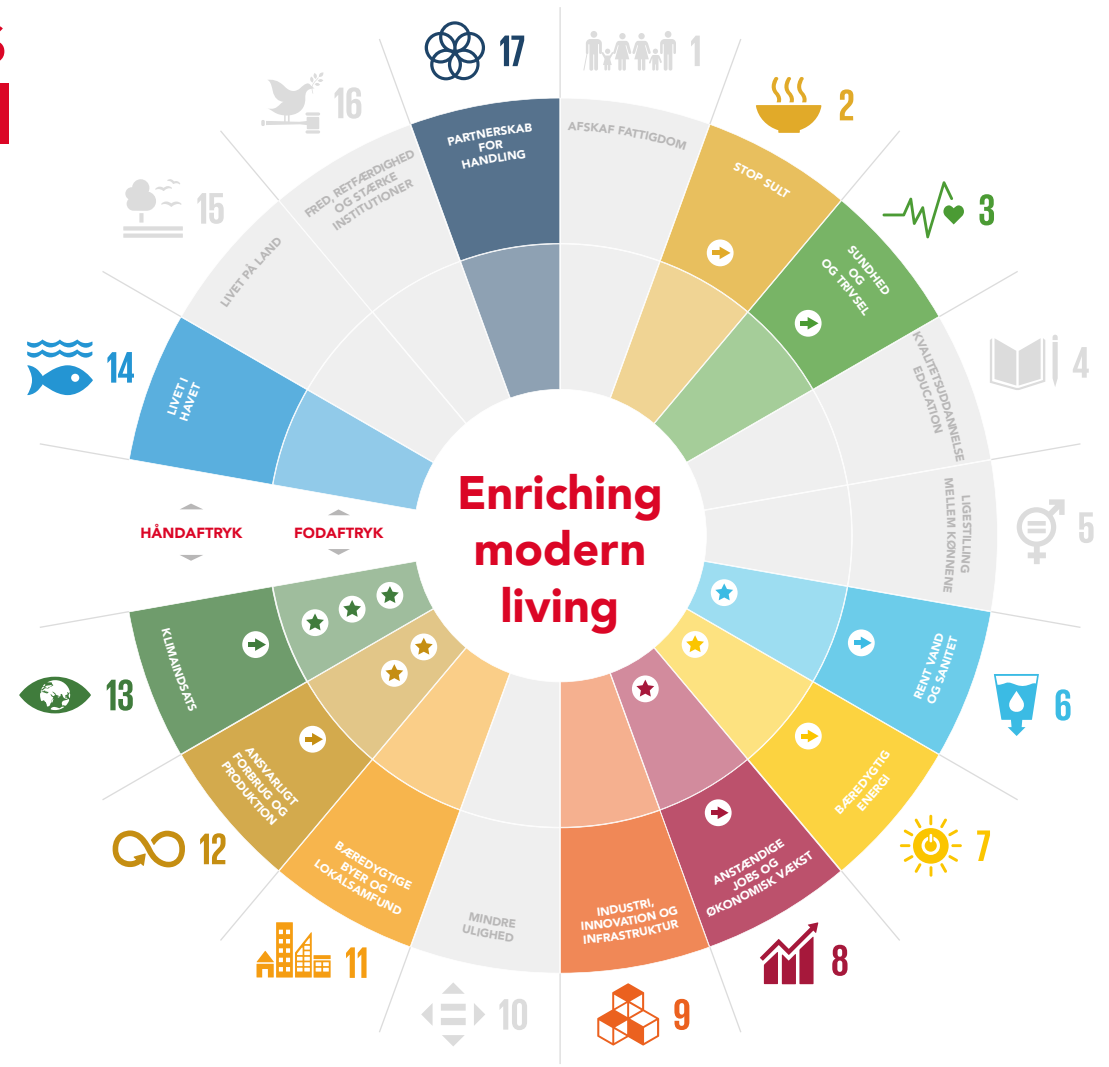 Enriching
modern
living
HÅNDAFTRYK
FODAFTRYK
1
AFSKAF FATTIGDOM
2
STOP SULT
3
SUNDHED
OG
OG TRIVSEL
4
KVALITETSUDDANNELSE
EDUCATION
5
LIGESTILLING
MELLEM KØNNENE
6
RENT VAND
OG SANITET
7
BÆREDYGTIG
ENERGI
8
ANSTÆNDIGE
JOBS OG
ØKONOMISK VÆKST
9
INDUSTRI,
INNOVATION OG
INFRASTRUKTUR
10
MINDRE
ULIGHED
11
BÆREDYGTIGE
BYER OG
LOKALSAMFUND
12
ANSVARLIGT
FORBRUG OG
PRODUKTION
13
KLIMAINDSATS
14
LIVET I
HAVET
15
LIVET PÅ LAND
16
FRED, RETFÆRDIGHED
OG STÆRKE
INSTITUTIONER
17
PARTNERSKAB
FOR
HANDLING